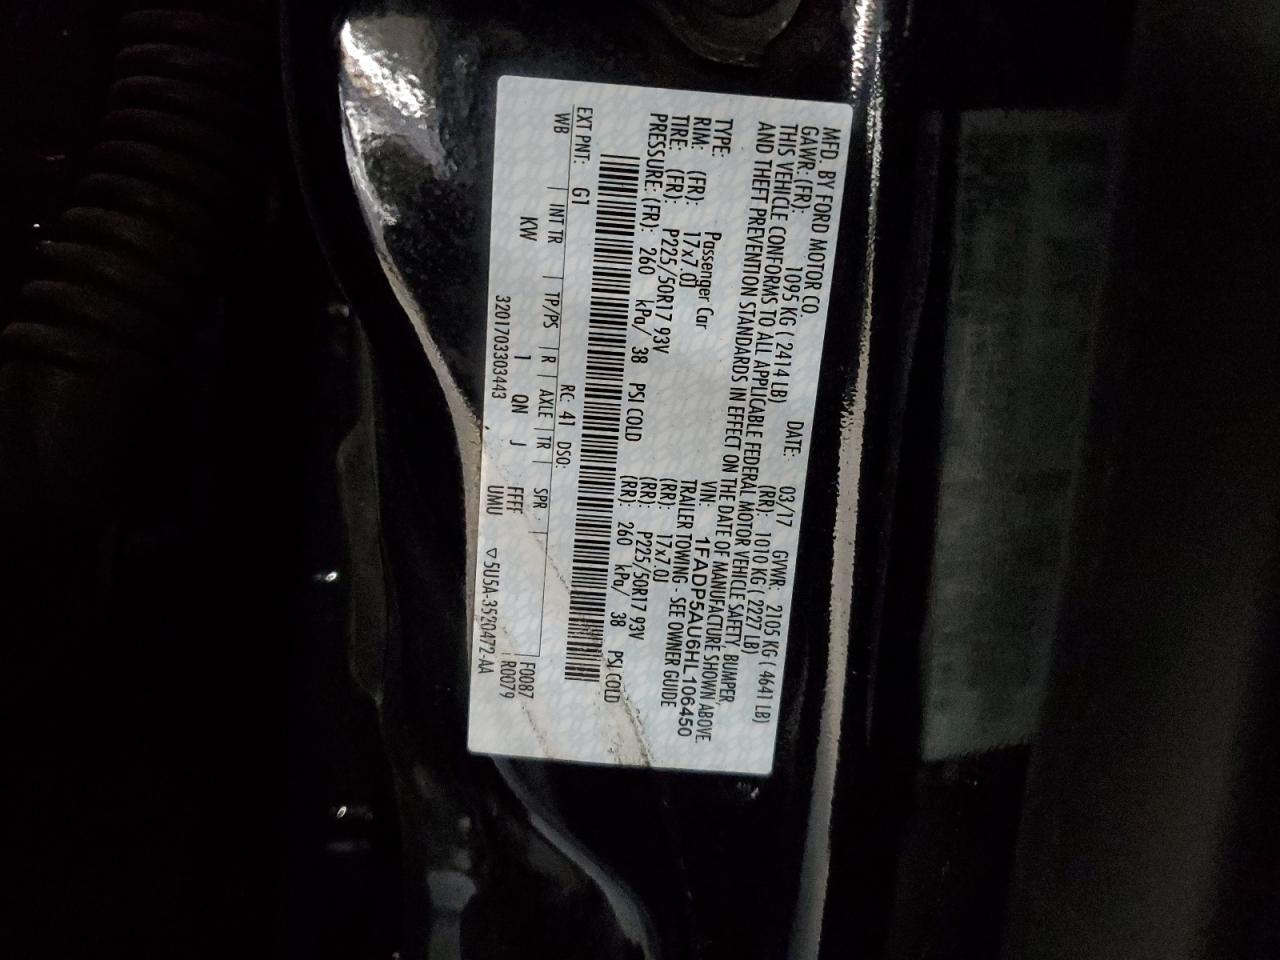 MFD. BY FORD MOTOR CO. DATE: 03/17 GVWR: 2105 KG ( 4641 LB)
GAWR: (FR): 1095 KG ( 2414 LB) (RR): 1010 KG ( 2227 LB)
THIS VEHICLE CONFORMS TO ALL APPLICABLE FEDERAL MOTOR VEHICLE SAFETY, BUMPER,
AND THEFT PREVENTION STANDARDS IN EFFECT ON THE DATE OF MANUFACTURE SHOWN ABOVE.
VIN: 1FADP5AU6HL106450
TYPE: Passenger Car TRAILER TOWING - SEE OWNER GUIDE
RIM: (FR): 17x7.0J (RR): 17x7.0J
TIRE: (FR): P225/50R17 93V (RR): P225/50R17 93V
PRESSURE: (FR): 260 kPa/ 38 PSI COLD (RR): 260 kPa/ 38 PSI COLD
RC: 41 DSO:
EXT PNT: G1 INT TR TP/PS R AXLE TR SPR F0087
WB KW 1 QN J FFFF R0079
3201703303443 UMU ▽5U5A-3520472-AA